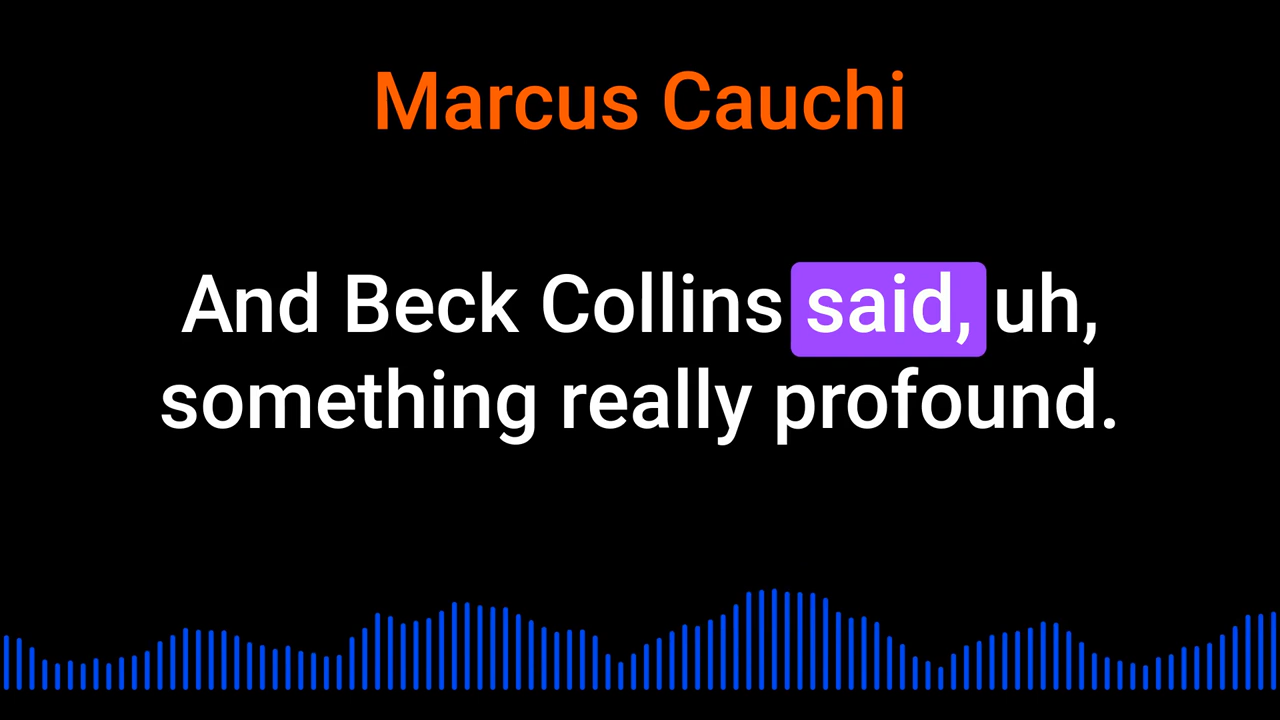 Marcus Cauchi
And Beck Collins said, uh,
something really profound.